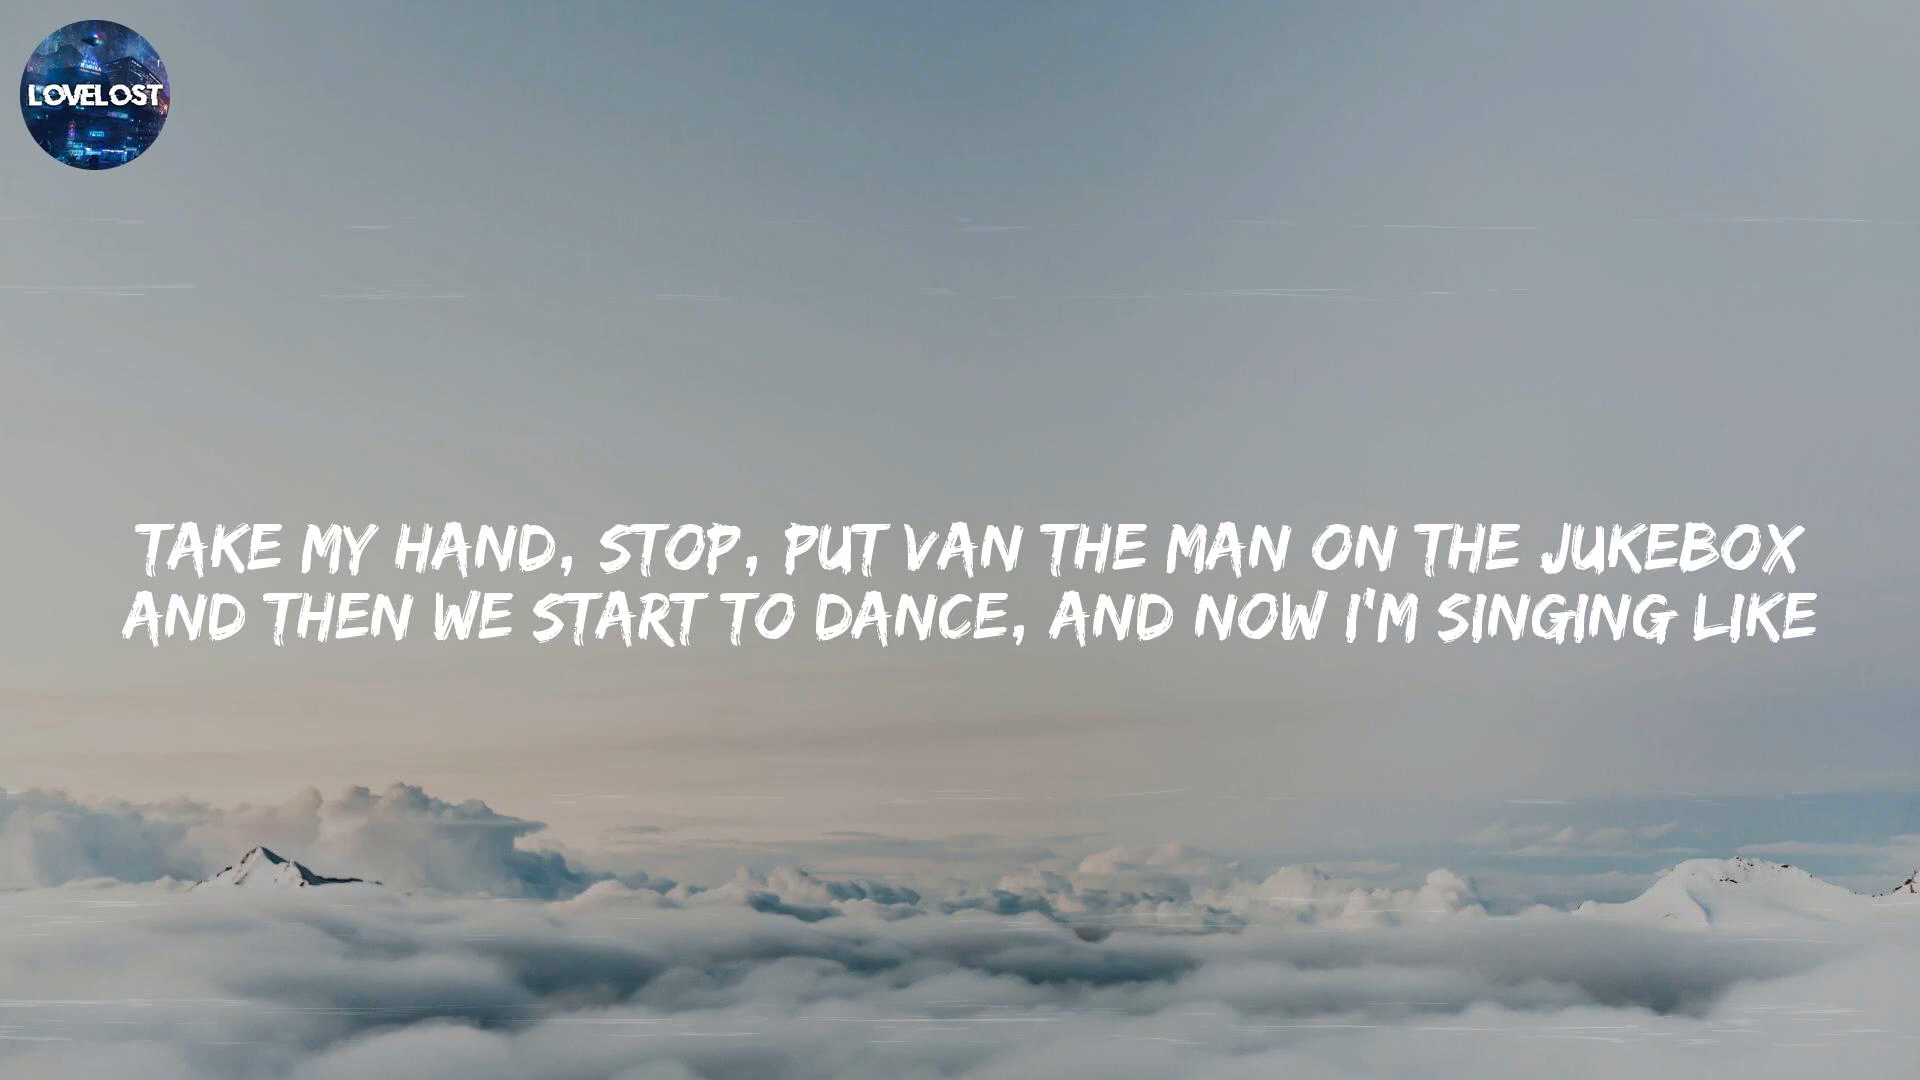 LOVELOST
TAKE MY HAND, STOP, PUT VAN THE MAN ON THE JUKEBOX
AND THEN WE START TO DANCE, AND NOW I'M SINGING LIKE